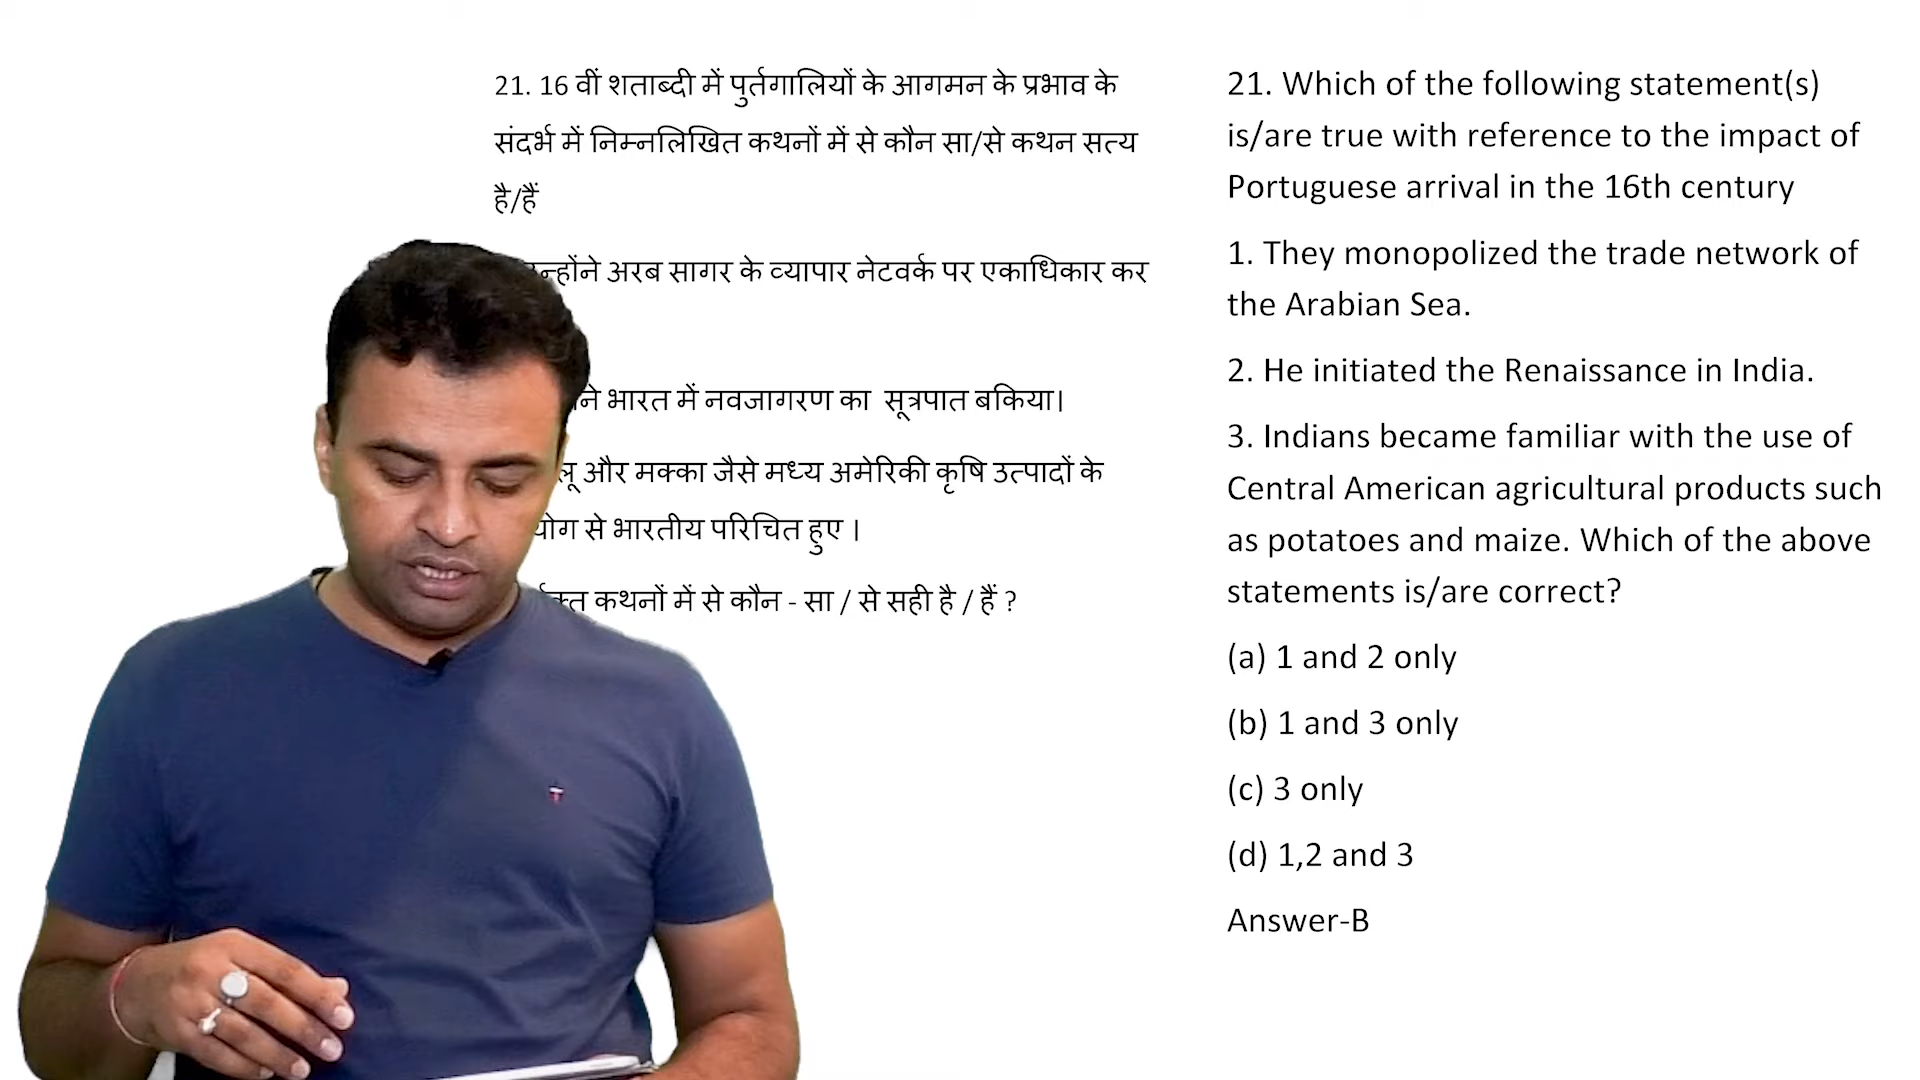 21. 16 वीं शताब्दी में पुर्तगालियों के आगमन के प्रभाव के
संदर्भ में निम्नलिखित कथनों में से कौन सा/से कथन सत्य
है/हैं
अरब सागर के व्यापार नेटवर्क पर एकाधिकार कर
ने भारत में नवजागरण का सूत्रपात बकिया।
और मक्का जैसे मध्य अमेरिकी कृषि उत्पादों के
से भारतीय परिचित हुए ।
कथनों में से कौन - सा / से सही है / हैं ?
21. Which of the following statement(s)
is/are true with reference to the impact of
Portuguese arrival in the 16th century
1. They monopolized the trade network of
the Arabian Sea.
2. He initiated the Renaissance in India.
3. Indians became familiar with the use of
Central American agricultural products such
as potatoes and maize. Which of the above
statements is/are correct?
(a) 1 and 2 only
(b) 1 and 3 only
(c) 3 only
(d) 1,2 and 3
Answer-B